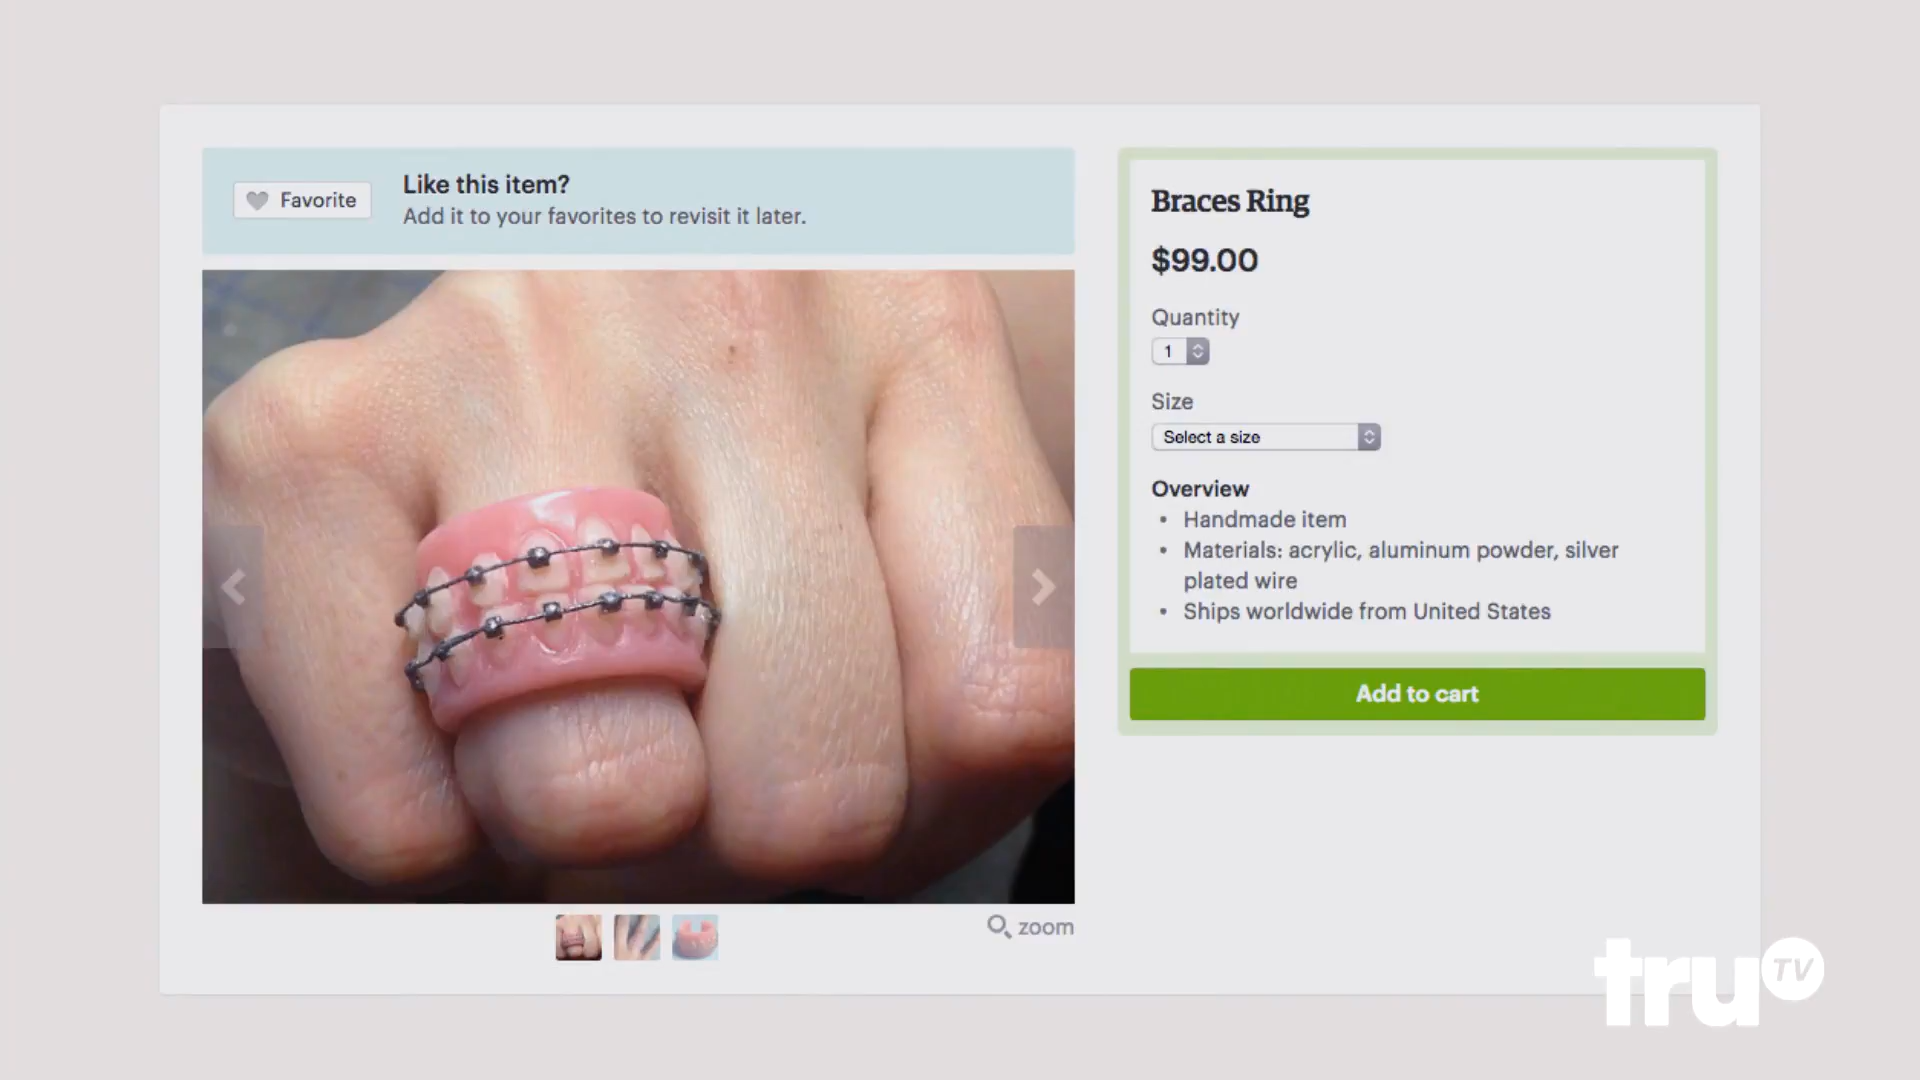 Favorite
Like this item?
Add it to your favorites to revisit it later.
Braces Ring
$99.00
Quantity
1
Size
Select a size
Overview
• Handmade item
• Materials: acrylic, aluminum powder, silver
plated wire
• Ships worldwide from United States
Add to cart
zoom
tru TV